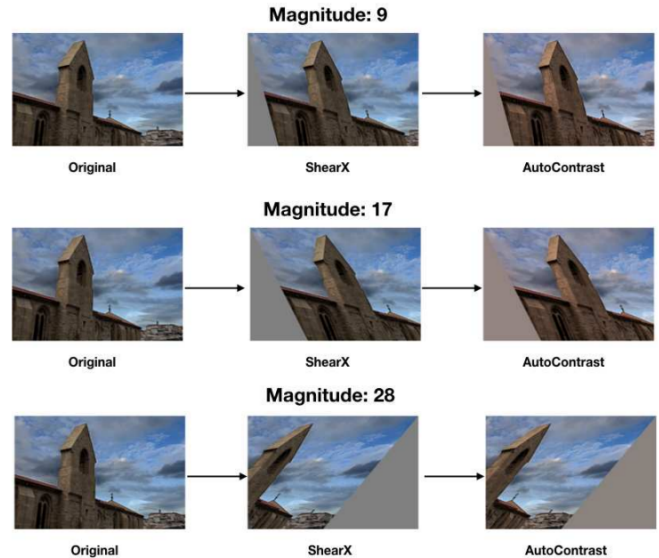 Magnitude: 9
Original ShearX AutoContrast
Magnitude: 17
Original ShearX AutoContrast
Magnitude: 28
Original ShearX AutoContrast